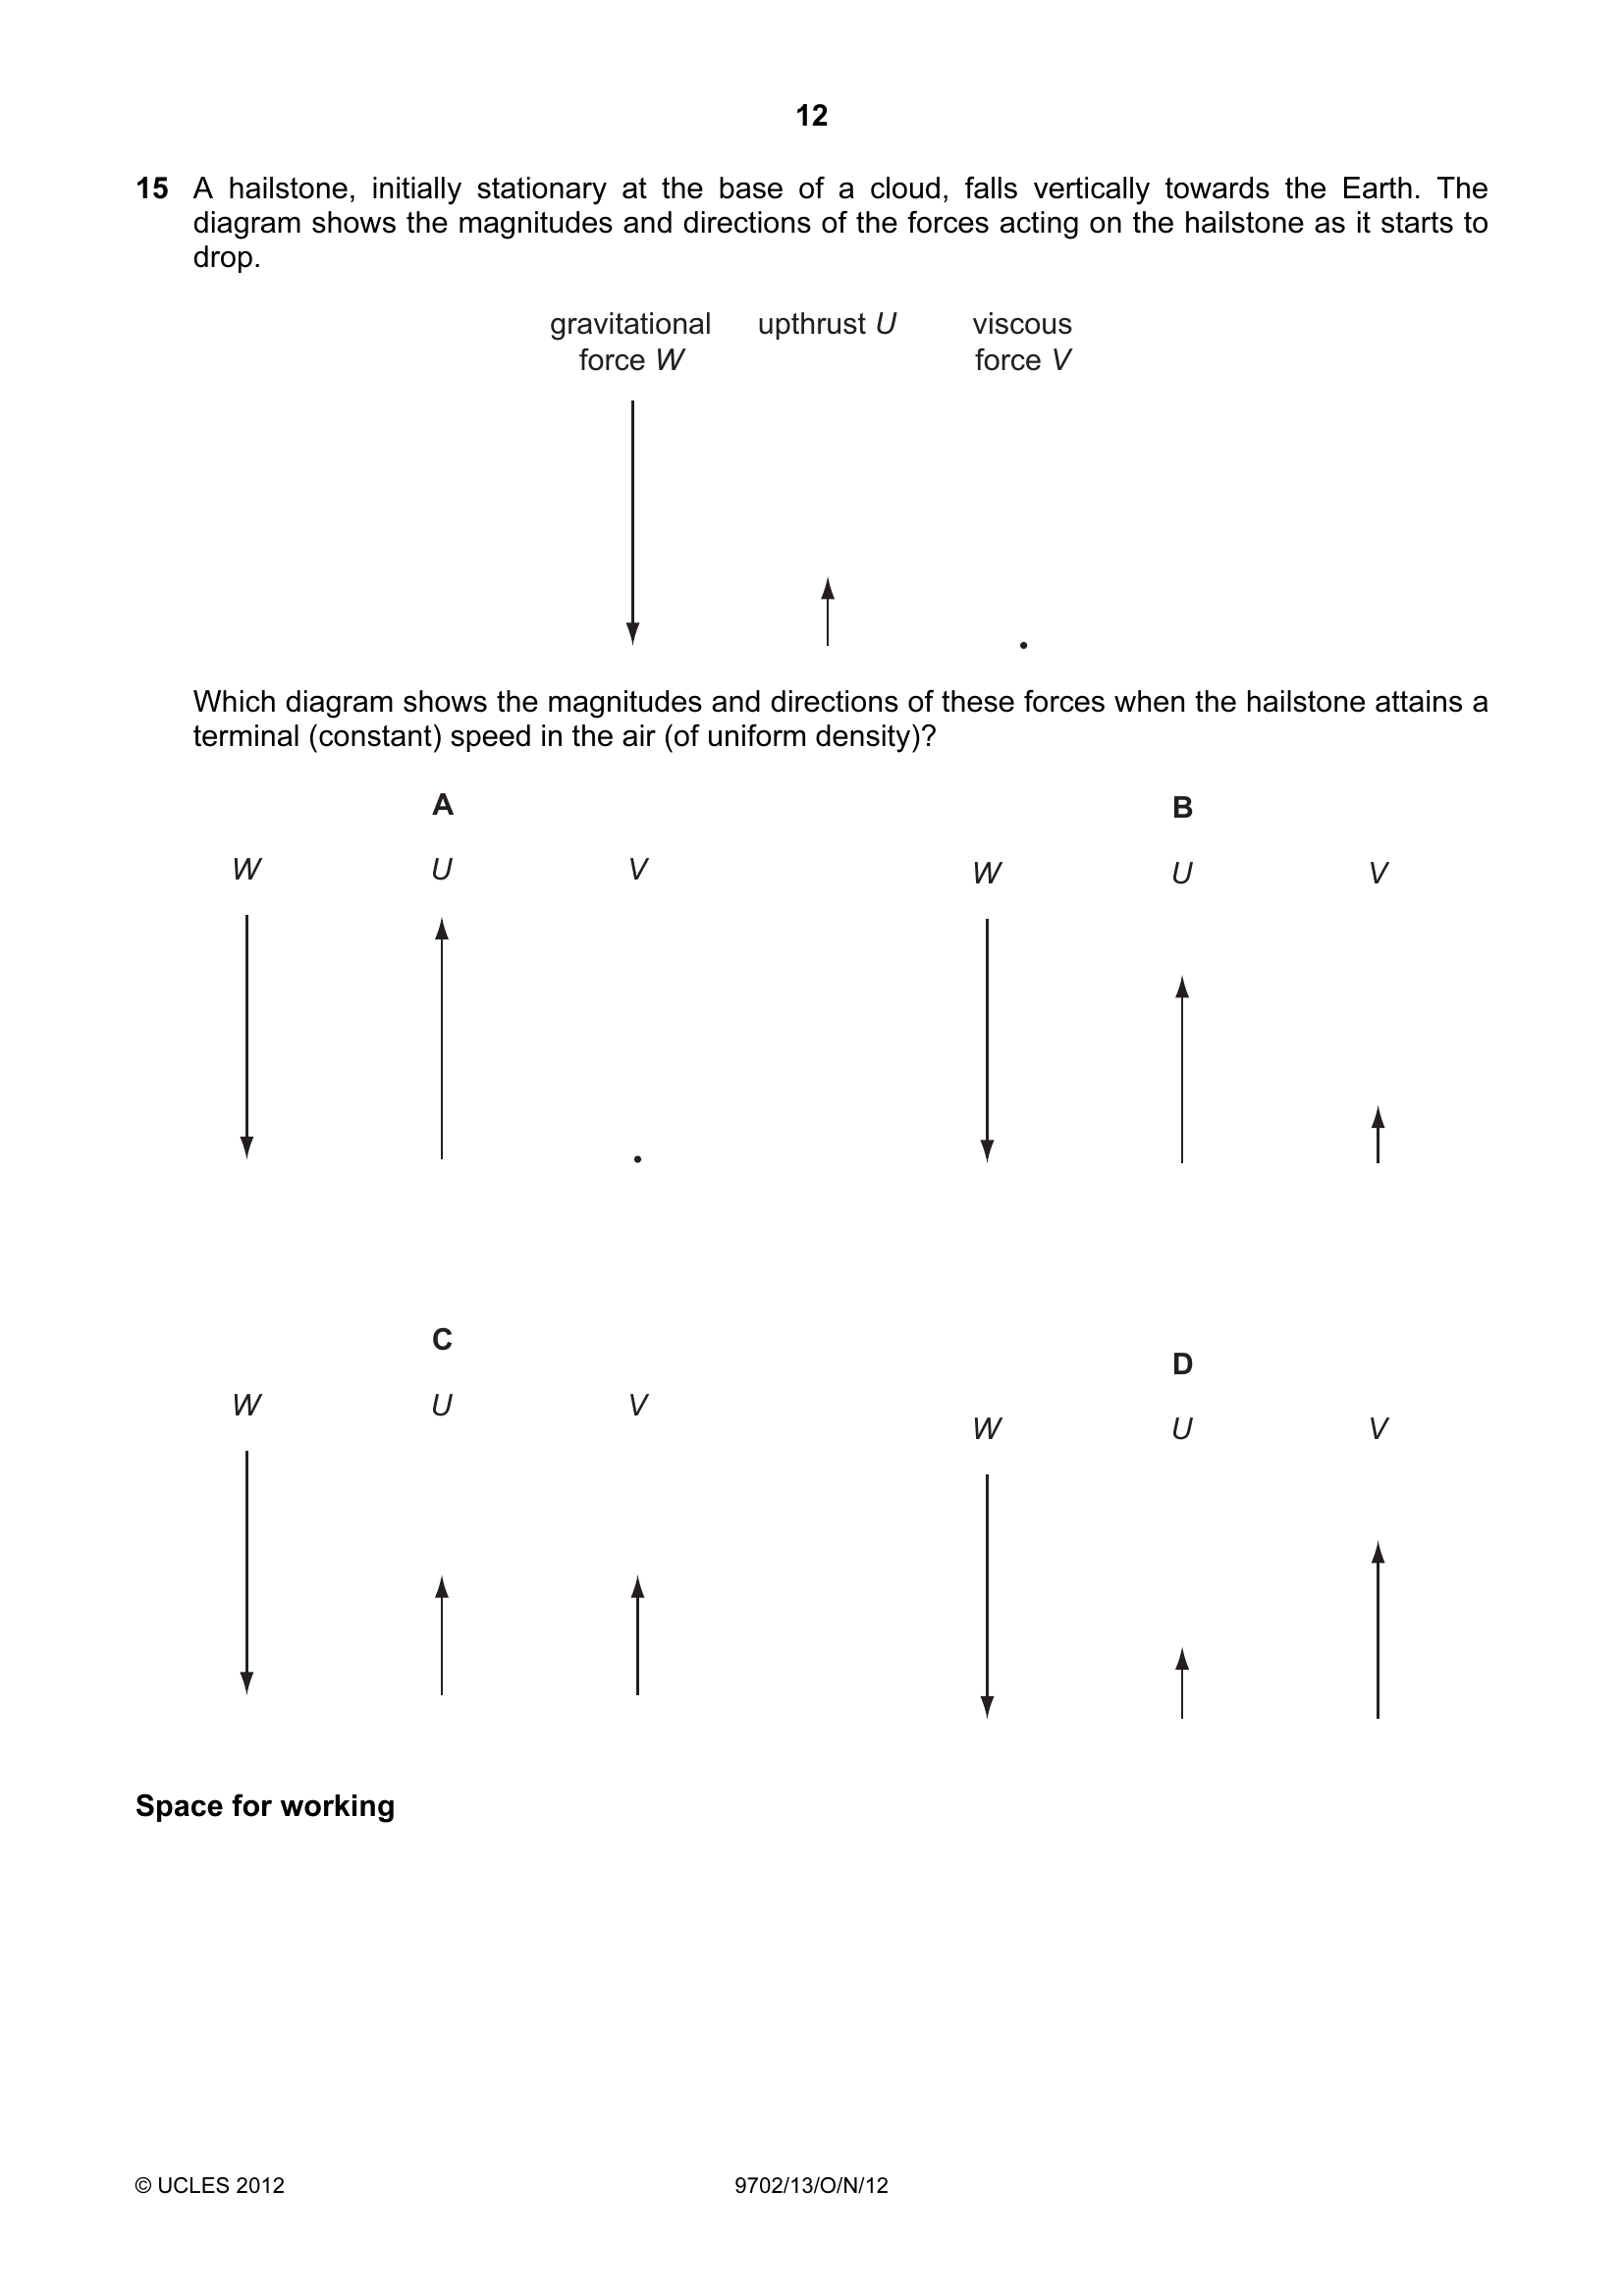 12
15 A hailstone, initially stationary at the base of a cloud, falls vertically towards the Earth. The
diagram shows the magnitudes and directions of the forces acting on the hailstone as it starts to
drop.
gravitational upthrust U viscous
force W force V
Which diagram shows the magnitudes and directions of these forces when the hailstone attains a
terminal (constant) speed in the air (of uniform density)?
A B
W U V W U V
C D
W U V W U V
Space for working
© UCLES 2012 9702/13/O/N/12